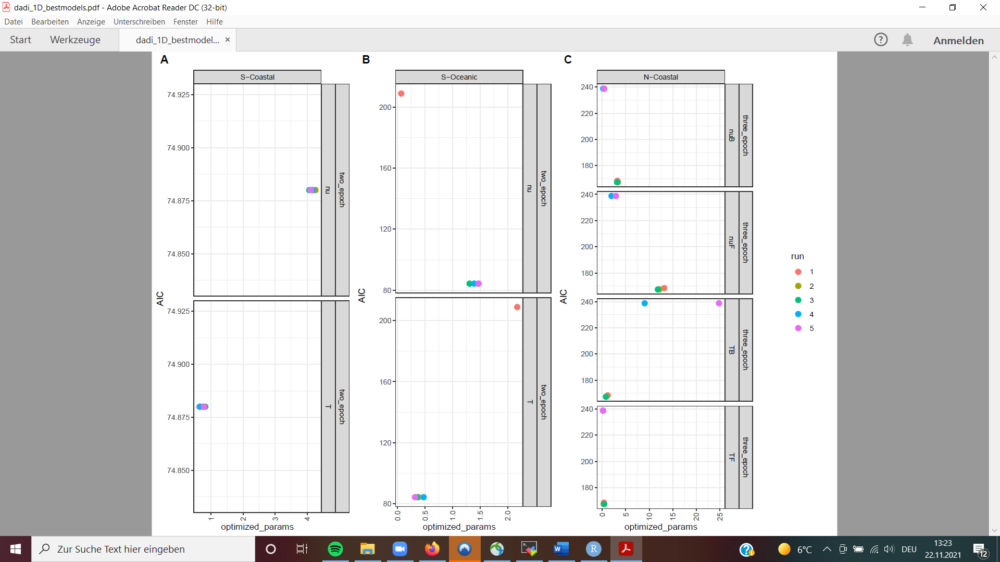 dadi_1D_bestmodels.pdf - Adobe Acrobat Reader DC (32-bit)
Datei Bearbeiten Anzeige Unterschreiben Fenster Hilfe
Start Werkzeuge dadi_1D_bestmodel... × ? Anmelden
A
S−Coastal
74.925
74.900
74.875
74.850
nu
two_epoch
74.925
74.900
74.875
74.850
T
two_epoch
AIC
1 2 3 4
optimized_params
B
S−Oceanic
200
160
120
80
nu
two_epoch
200
160
120
80
T
two_epoch
AIC
0.0 0.5 1.0 1.5 2.0
optimized_params
C
N−Coastal
240
220
200
180
nuB
three_epoch
240
220
200
180
nuF
three_epoch
240
220
200
180
TB
three_epoch
240
220
200
180
TF
three_epoch
AIC
0 5 10 15 20 25
optimized_params
run
1
2
3
4
5
Zur Suche Text hier eingeben
6°C DEU
13:23
22.11.2021
12